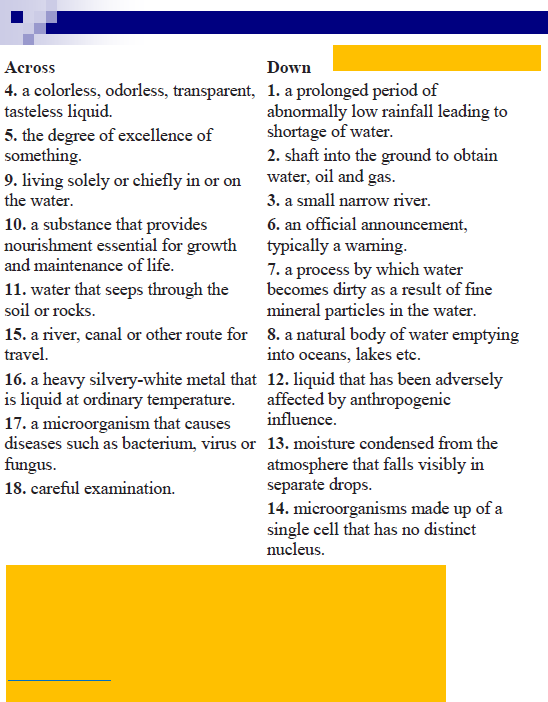 Across
4. a colorless, odorless, transparent,
tasteless liquid.
5. the degree of excellence of
something.
9. living solely or chiefly in or on
the water.
10. a substance that provides
nourishment essential for growth
and maintenance of life.
11. water that seeps through the
soil or rocks.
15. a river, canal or other route for
travel.
16. a heavy silvery-white metal that
is liquid at ordinary temperature.
17. a microorganism that causes
diseases such as bacterium, virus or
fungus.
18. careful examination.
Down
1. a prolonged period of
abnormally low rainfall leading to
shortage of water.
2. shaft into the ground to obtain
water, oil and gas.
3. a small narrow river.
6. an official announcement,
typically a warning.
7. a process by which water
becomes dirty as a result of fine
mineral particles in the water.
8. a natural body of water emptying
into oceans, lakes etc.
12. liquid that has been adversely
affected by anthropogenic
influence.
13. moisture condensed from the
atmosphere that falls visibly in
separate drops.
14. microorganisms made up of a
single cell that has no distinct
nucleus.